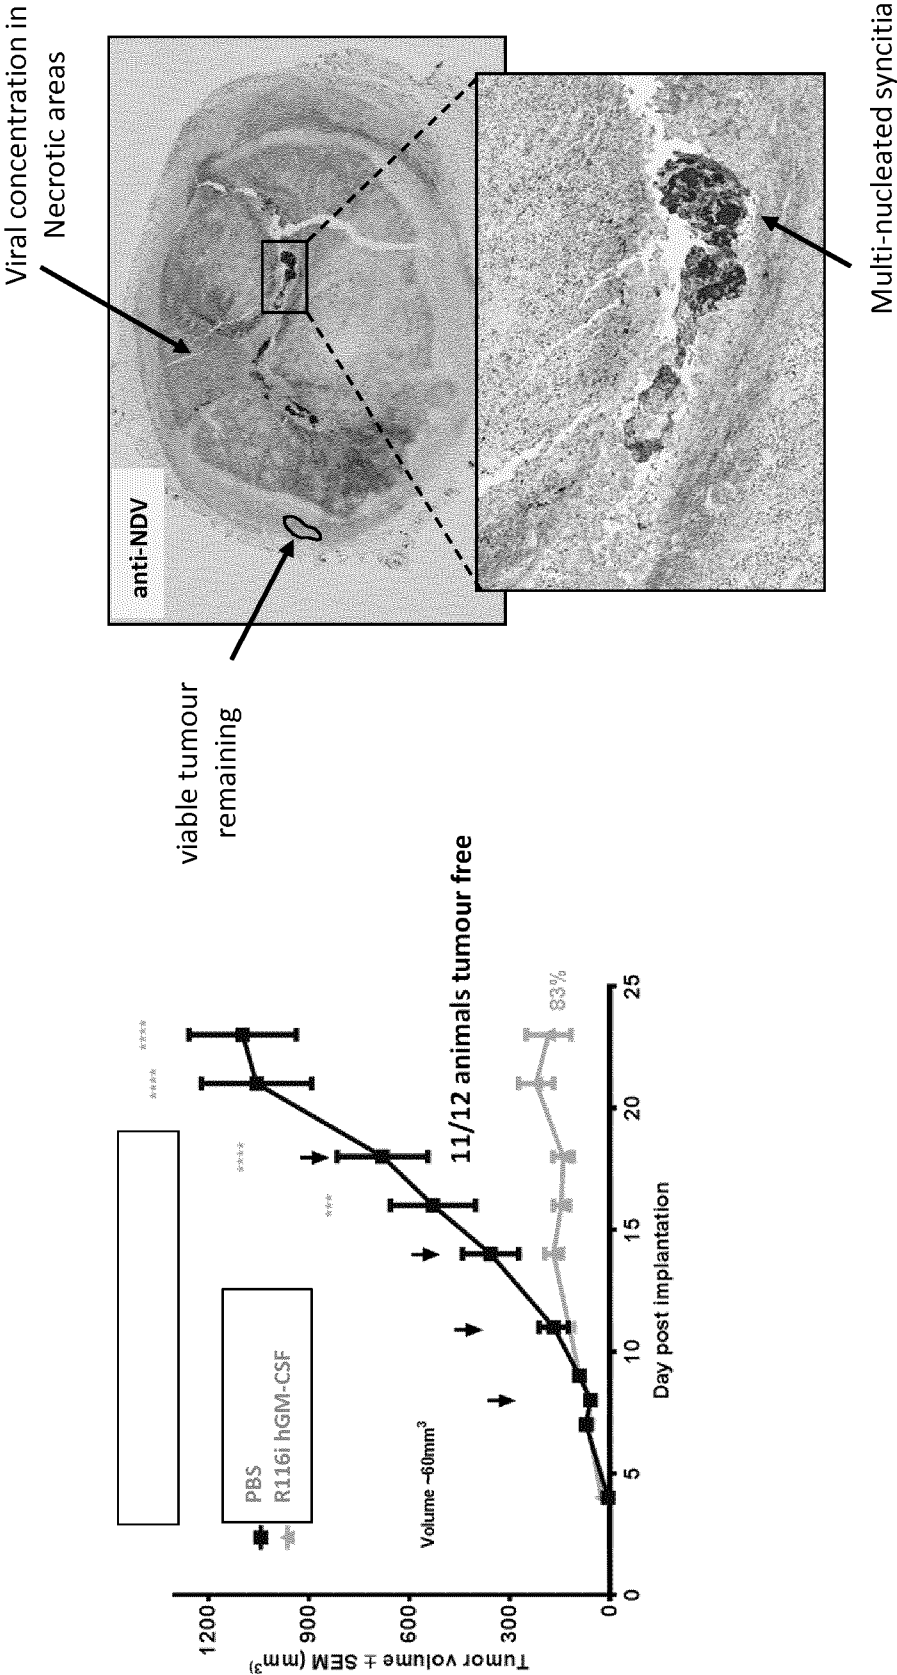 PBS
R116i hGM-CSF
Volume ~60mm³
****
****
****
***
11/12 animals tumour free
83%
Tumor volume ± SEM (mm³)
1200
900
600
300
0
0
5
10
15
20
25
Day post implantation
viable tumour
remaining
Viral concentration in
Necrotic areas
anti-NDV
Multi-nucleated syncitia